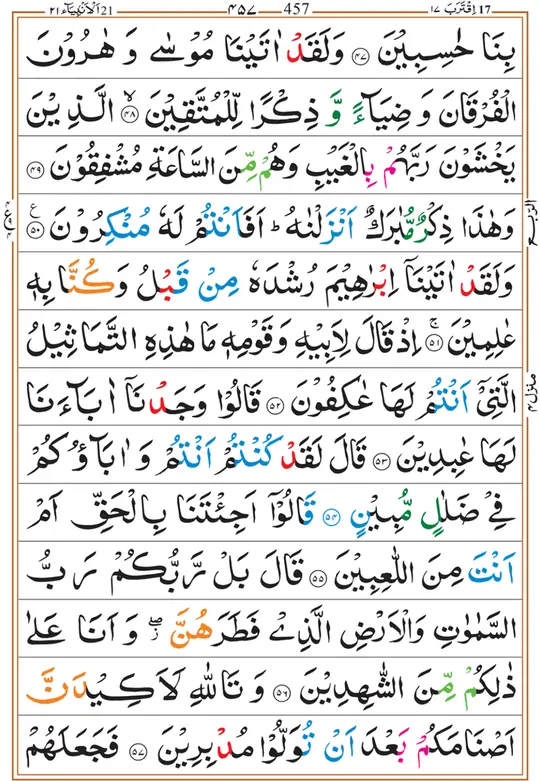 21 اَلْاَنْۢبِيَآء ٢١ ٤٥٧ 457 17 اِقْتَرَبَ ١٧
بِنَا حٰسِبِيْنَ ۝٤٧ وَلَقَدْ اٰتَيْنَا مُوْسٰى وَ هٰرُوْنَ
الْفُرْقَانَ وَ ضِيَآءً وَّ ذِكْرًا لِّلْمُتَّقِيْنَ ۝٤٨ۙ الَّذِيْنَ
يَخْشَوْنَ رَبَّهُمْ بِالْغَيْبِ وَهُمْ مِّنَ السَّاعَةِ مُشْفِقُوْنَ ۝٤٩
وَهٰذَا ذِكْرٌ مُّبٰرَكٌ اَنْزَلْنٰهُ ؕ اَفَاَنْتُمْ لَهٗ مُنْكِرُوْنَ ۝٥٠ ع
وَلَقَدْ اٰتَيْنَاۤ اِبْرٰهِيْمَ رُشْدَهٗ مِنْ قَبْلُ وَكُنَّا بِهٖ
عٰلِمِيْنَ ۝٥١ۚ اِذْ قَالَ لِاَبِيْهِ وَقَوْمِهٖ مَا هٰذِهِ التَّمَاثِيْلُ
الَّتِىْۤ اَنْتُمْ لَهَا عٰكِفُوْنَ ۝٥٢ قَالُوْا وَجَدْنَاۤ اٰبَآءَنَا
لَهَا عٰبِدِيْنَ ۝٥٣ قَالَ لَقَدْ كُنْتُمْ اَنْتُمْ وَ اٰبَآؤُكُمْ
فِىْ ضَلٰلٍ مُّبِيْنٍ ۝٥٤ قَالُوْۤا اَجِئْتَنَا بِالْحَقِّ اَمْ
اَنْتَ مِنَ اللّٰعِبِيْنَ ۝٥٥ قَالَ بَلْ رَّبُّكُمْ رَبُّ
السَّمٰوٰتِ وَالْاَرْضِ الَّذِىْ فَطَرَهُنَّ ۖ ز وَ اَنَا عَلٰى
ذٰلِكُمْ مِّنَ الشّٰهِدِيْنَ ۝٥٦ وَ تَاللّٰهِ لَاَكِيْدَنَّ
اَصْنَامَكُمْ بَعْدَ اَنْ تُوَلُّوْا مُدْبِرِيْنَ ۝٥٧ فَجَعَلَهُمْ
الربع
منزل ٤